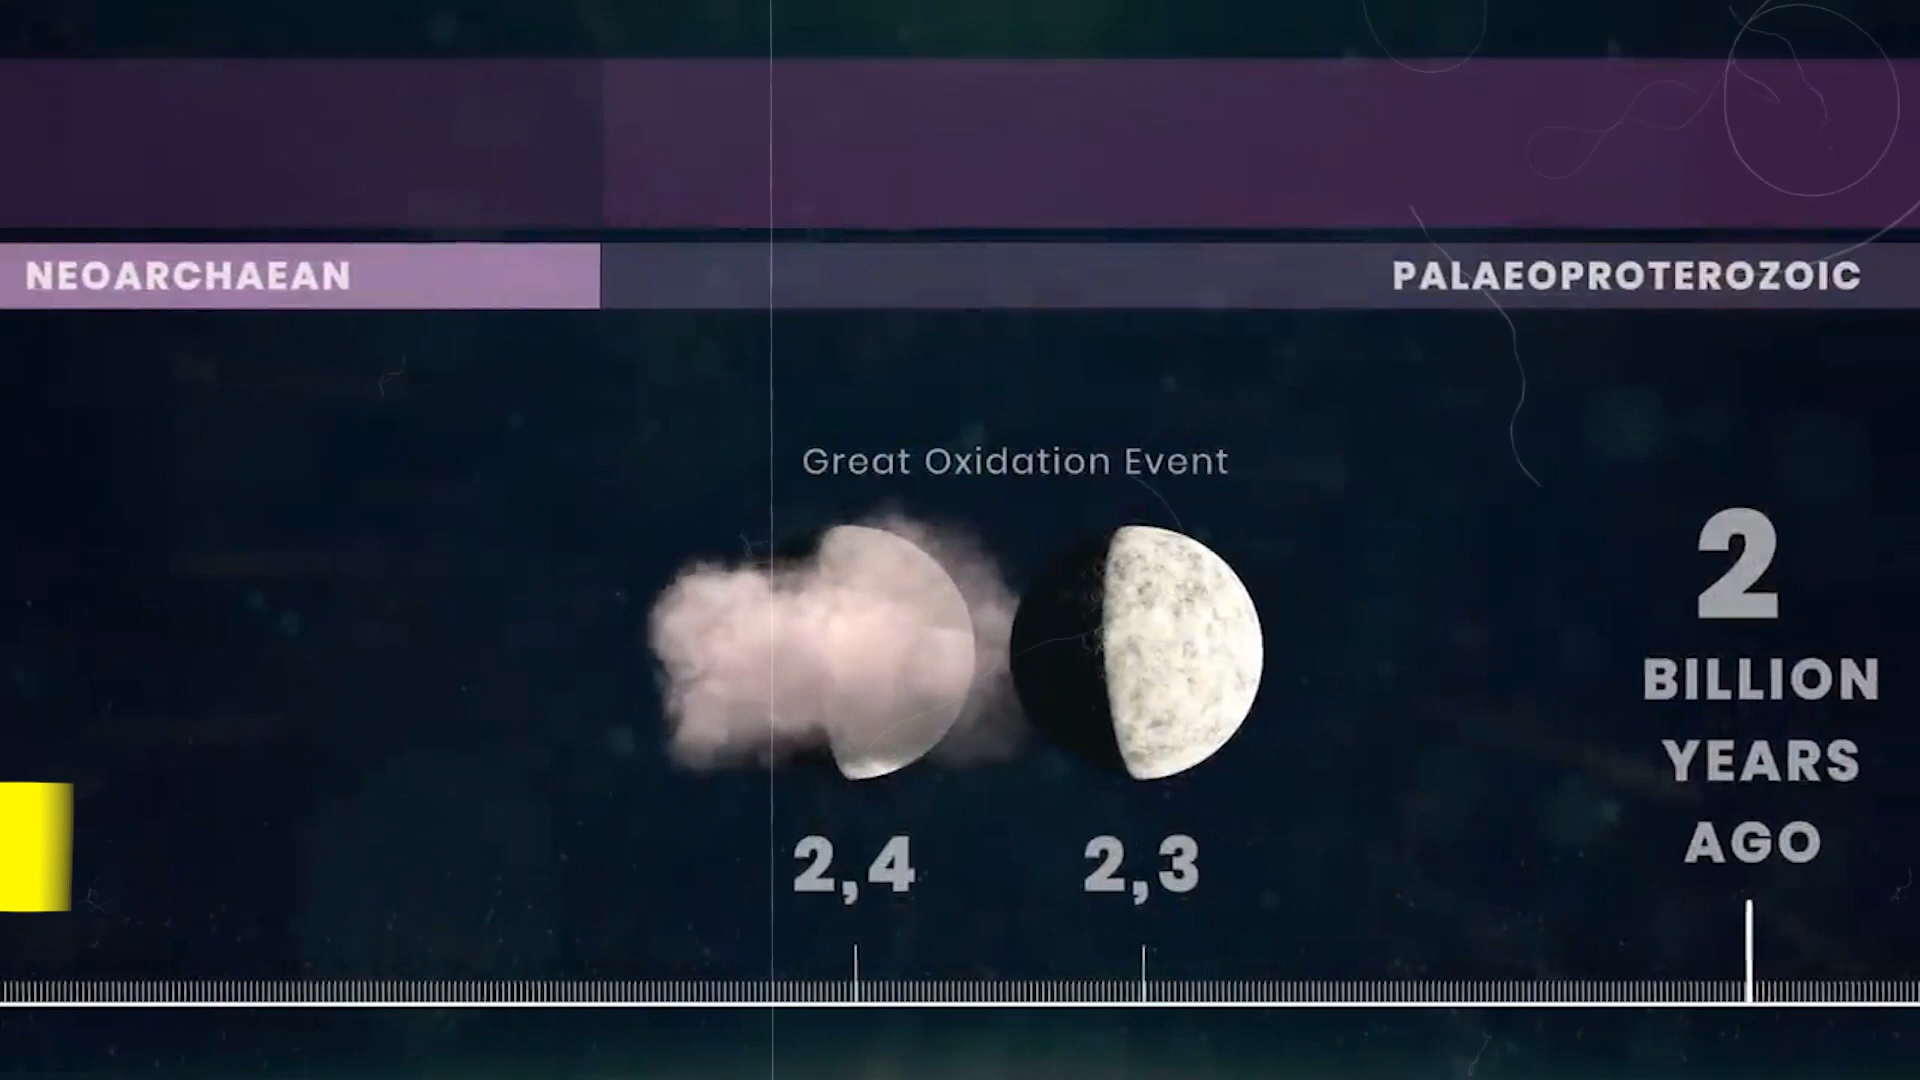 NEOARCHAEAN
PALAEOPROTEROZOIC
Great Oxidation Event
2,4
2,3
2
BILLION
YEARS
AGO